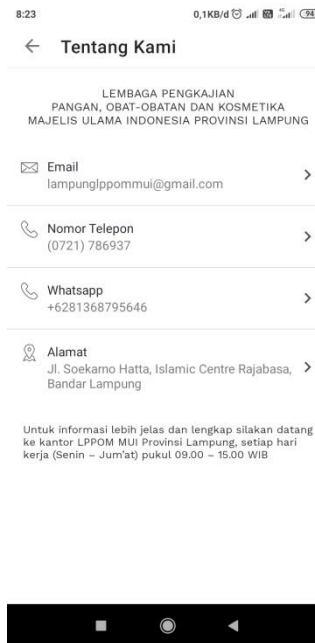 8:23
0,1KB/d
94
Tentang Kami
LEMBAGA PENGKAJIAN
PANGAN, OBAT-OBATAN DAN KOSMETIKA
MAJELIS ULAMA INDONESIA PROVINSI LAMPUNG
Email
lampunglppommui@gmail.com
Nomor Telepon
(0721) 786937
Whatsapp
+6281368795646
Alamat
Jl. Soekarno Hatta, Islamic Centre Rajabasa,
Bandar Lampung
Untuk informasi lebih jelas dan lengkap silakan datang
ke kantor LPPOM MUI Provinsi Lampung, setiap hari
kerja (Senin – Jum'at) pukul 09.00 – 15.00 WIB